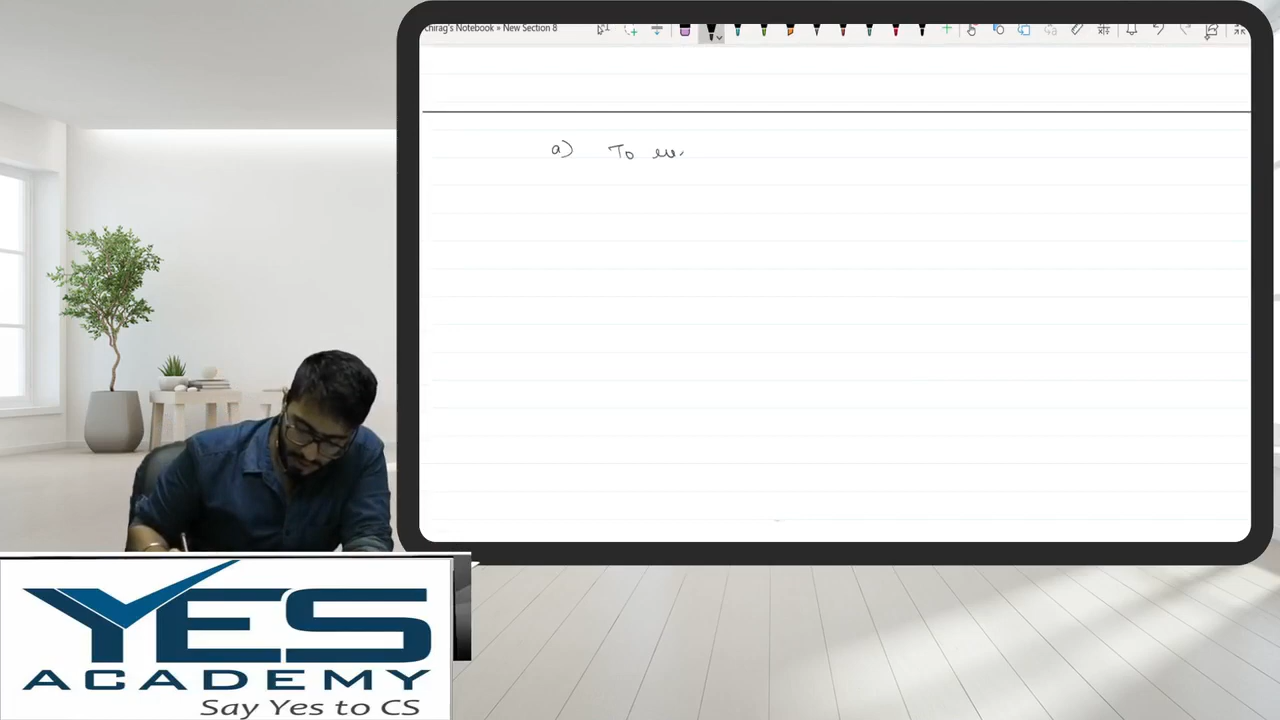 chirag's Notebook » New Section 8
a) To
YES
ACADEMY
Say Yes to CS